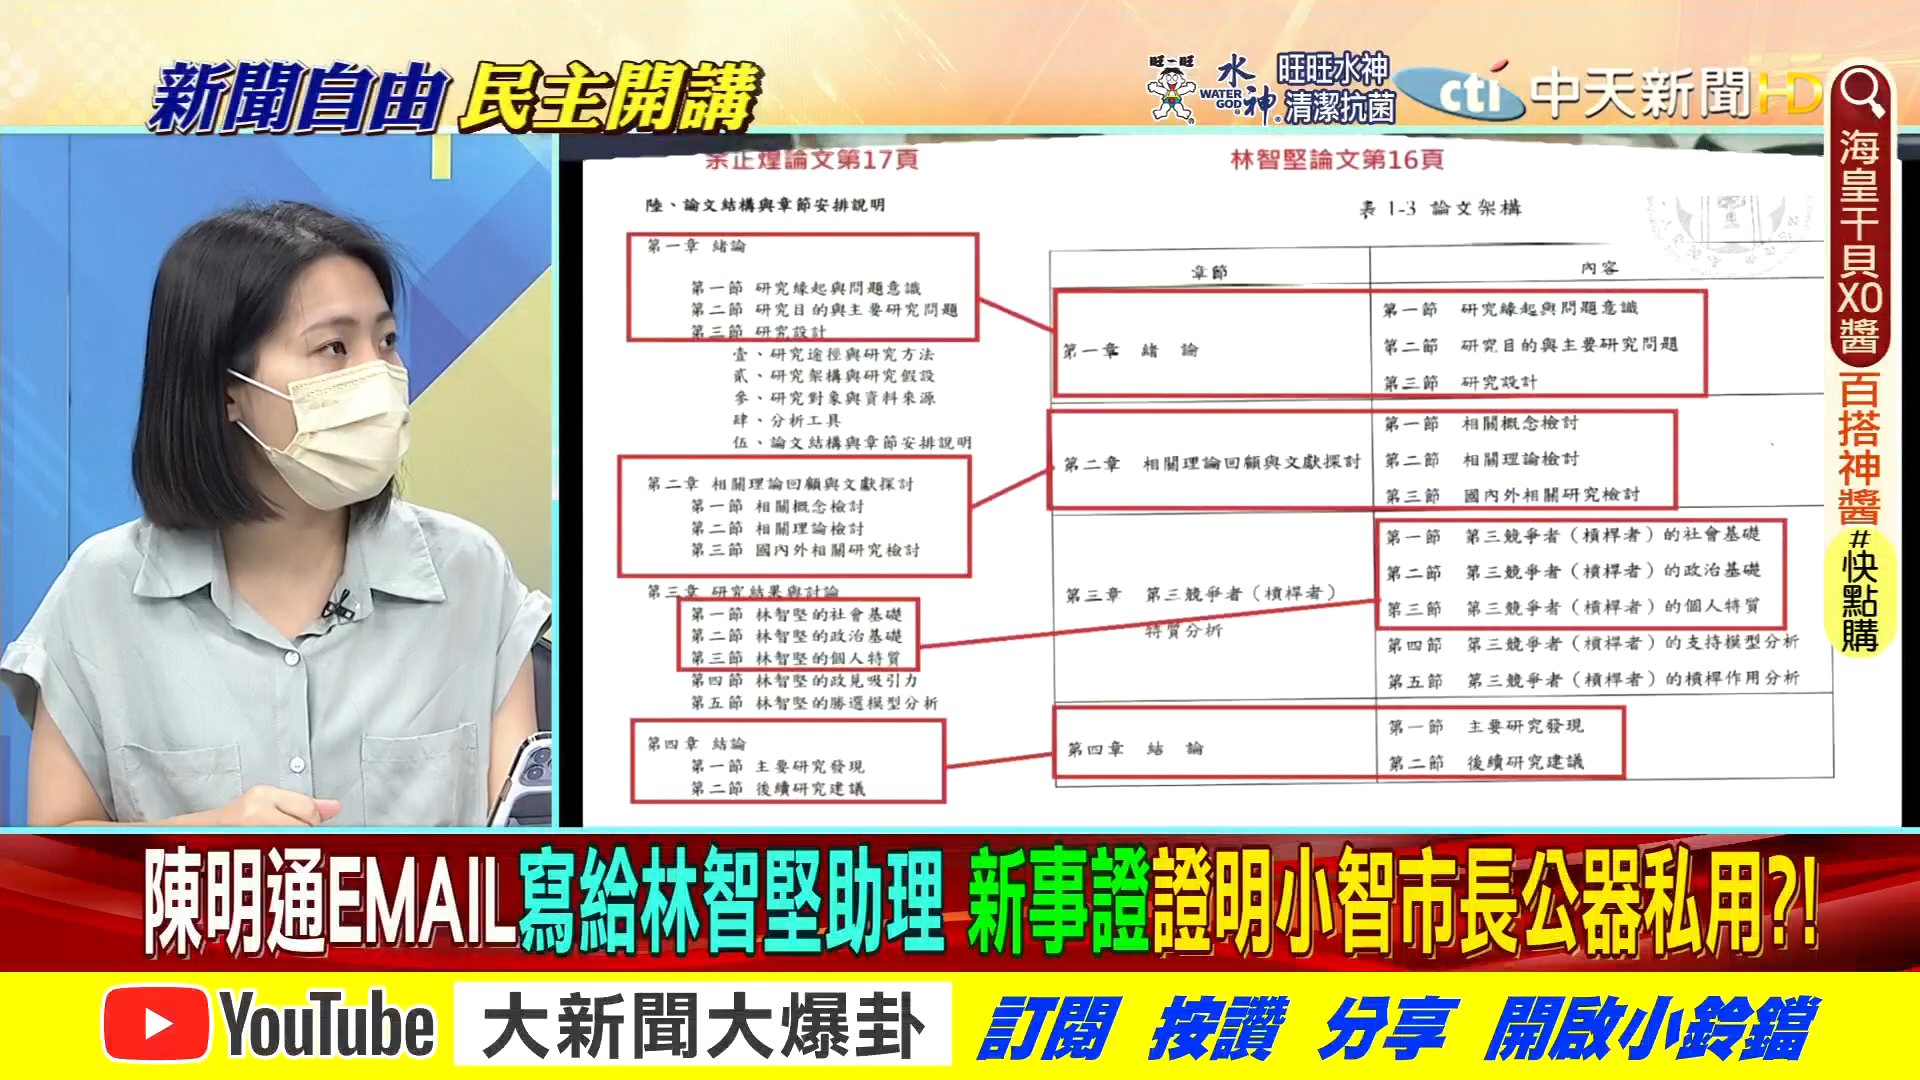 新聞自由 民主開講
旺一旺
WATER GOD
水神
旺旺水神
清潔抗菌
cti 中天新聞HD
海皇干貝XO醬
百搭神醬
#快點購
余正煌論文第17頁
陸、論文結構與章節安排說明
第一章 緒論
第一節 研究緣起與問題意識
第二節 研究目的與主要研究問題
第三節 研究設計
壹、研究途徑與研究方法
貳、研究架構與研究假設
參、研究對象與資料來源
肆、分析工具
伍、論文結構與章節安排說明
第二章 相關理論回顧與文獻探討
第一節 相關概念檢討
第二節 相關理論檢討
第三節 國內外相關研究檢討
第三章 研究結果與討論
第一節 林智堅的社會基礎
第二節 林智堅的政治基礎
第三節 林智堅的個人特質
第四節 林智堅的政見吸引力
第五節 林智堅的勝選模型分析
第四章 結論
第一節 主要研究發現
第二節 後續研究建議
林智堅論文第16頁
表 1-3 論文架構
章節 內容
第一章 緒 論
第一節 研究緣起與問題意識
第二節 研究目的與主要研究問題
第三節 研究設計
第二章 相關理論回顧與文獻探討
第一節 相關概念檢討
第二節 相關理論檢討
第三節 國內外相關研究檢討
第三章 第三競爭者（槓桿者）
特質分析
第一節 第三競爭者（槓桿者）的社會基礎
第二節 第三競爭者（槓桿者）的政治基礎
第三節 第三競爭者（槓桿者）的個人特質
第四節 第三競爭者（槓桿者）的支持模型分析
第五節 第三競爭者（槓桿者）的槓桿作用分析
第四章 結 論
第一節 主要研究發現
第二節 後續研究建議
陳明通EMAIL寫給林智堅助理 新事證證明小智市長公器私用?!
YouTube 大新聞大爆卦 訂閱 按讚 分享 開啟小鈴鐺